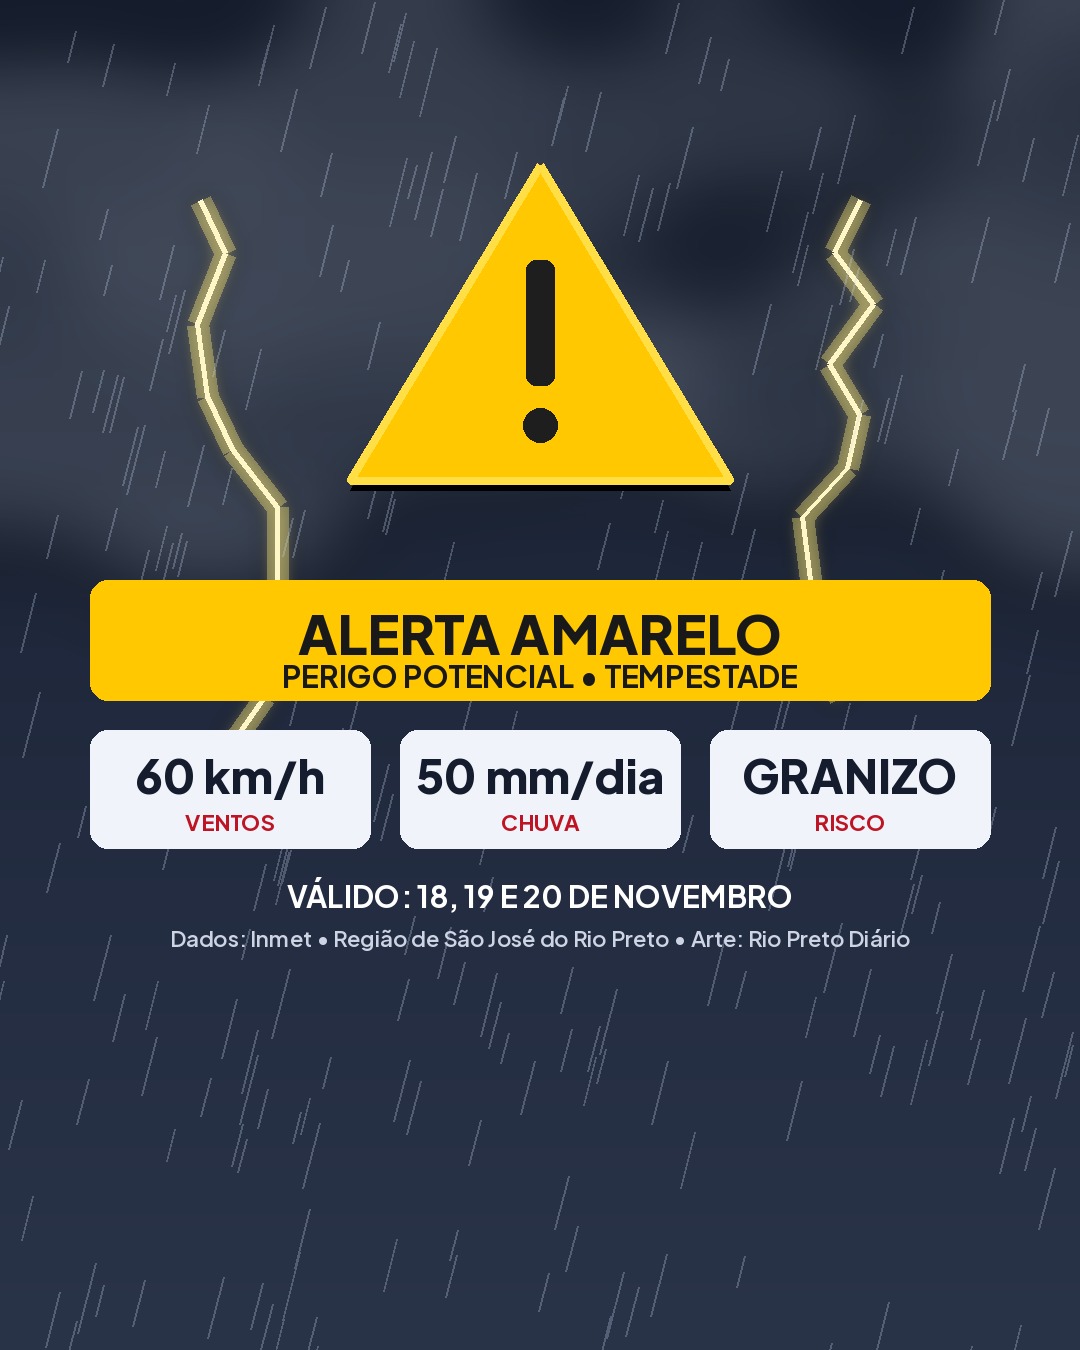 ALERTA AMARELO
PERIGO POTENCIAL • TEMPESTADE
60 km/h
VENTOS
50 mm/dia
CHUVA
GRANIZO
RISCO
VÁLIDO: 18, 19 E 20 DE NOVEMBRO
Dados: Inmet • Região de São José do Rio Preto • Arte: Rio Preto Diário